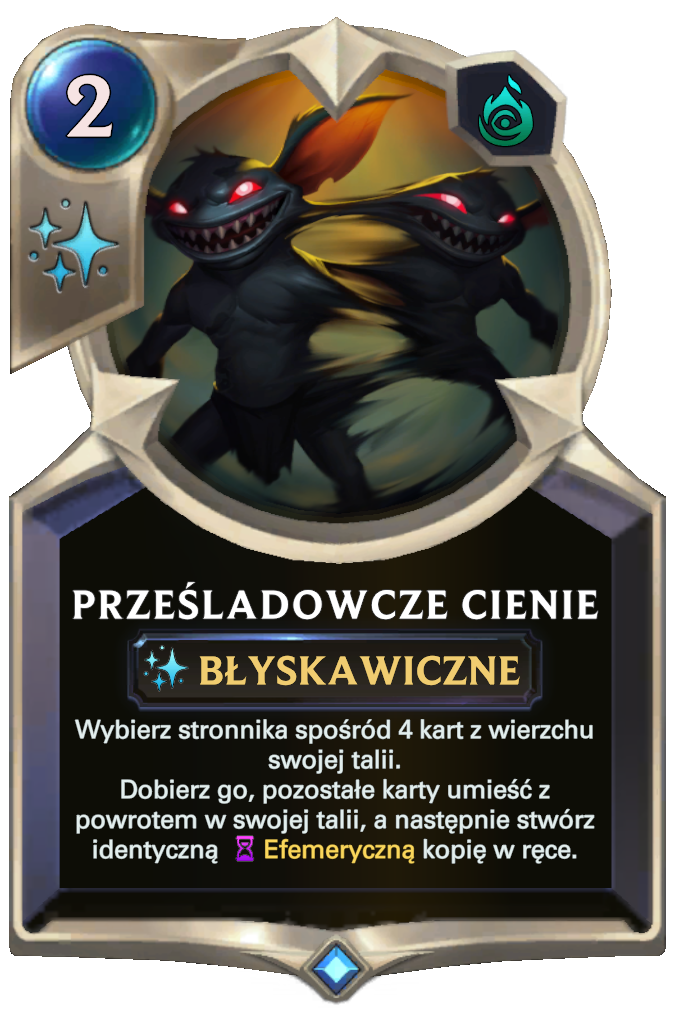 2
PRZEŚLADOWCZE CIENIE
BŁYSKAWICZNE
Wybierz stronnika spośród 4 kart z wierzchu
swojej talii.
Dobierz go, pozostałe karty umieść z
powrotem w swojej talii, a następnie stwórz
identyczną Efemeryczną kopię w ręce.